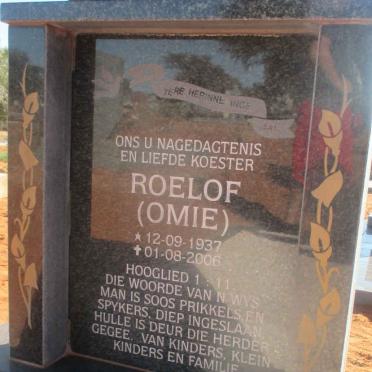 TERE HERINNERINGE
ONS U NAGEDAGTENIS
EN LIEFDE KOESTER
ROELOF
(OMIE)
* 12-09-1937
✝ 01-08-2006
HOOGLIED 1 : 11
DIE WOORDE VAN N WYS
MAN IS SOOS PRIKKELS,EN
SPYKERS, DIEP INGESLAAN,
HULLE IS DEUR DIE HERDER
GEGEE, VAN KINDERS, KLEIN
KINDERS EN FAMILIE